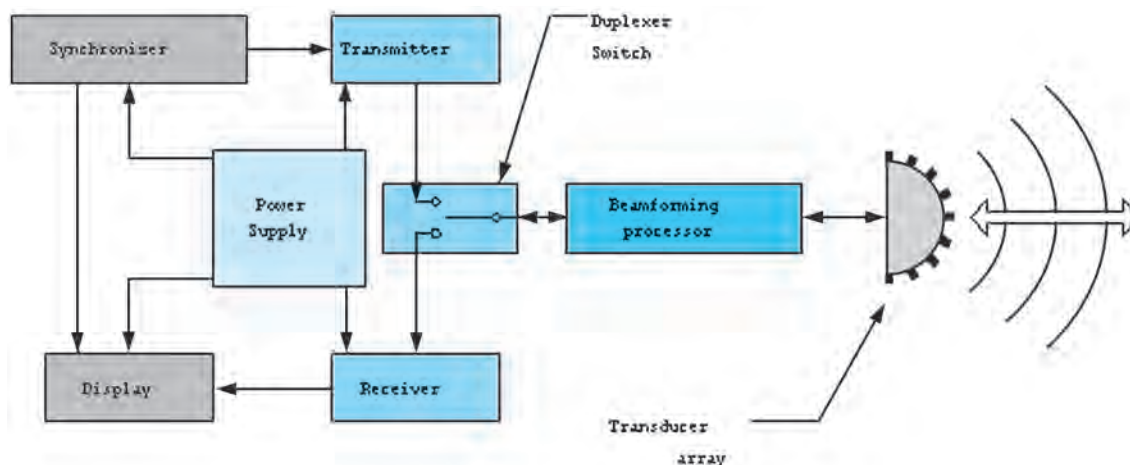 Synchronizer
Transmitter
Duplexer
Switch
Power
Supply
Beamforming
processor
Display
Receiver
Transducer
array